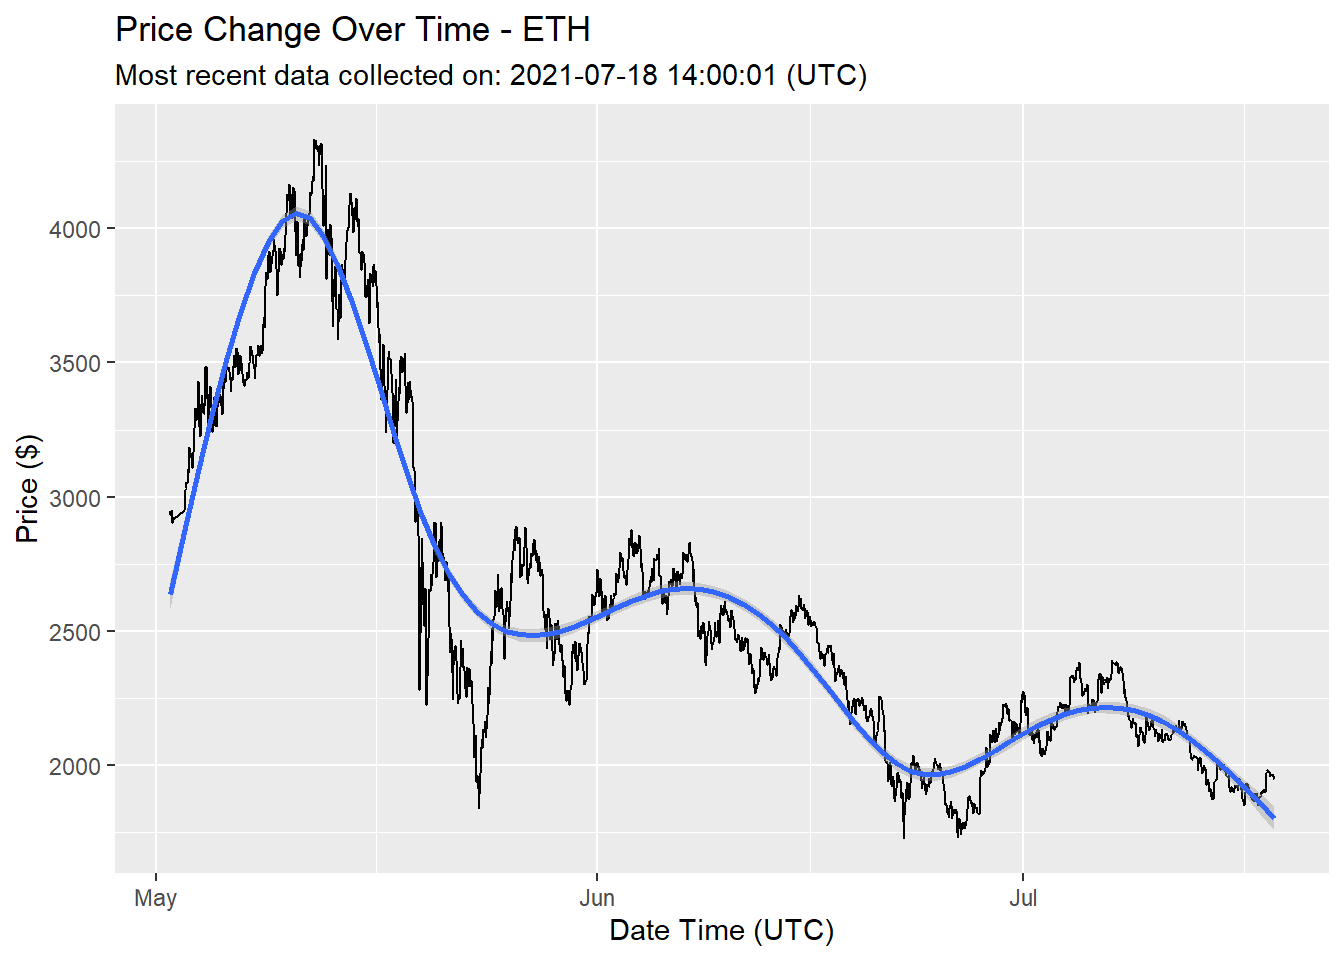 Price Change Over Time - ETH
Most recent data collected on: 2021-07-18 14:00:01 (UTC)
Price ($)
4000
3500
3000
2500
2000
May Jun Jul
Date Time (UTC)